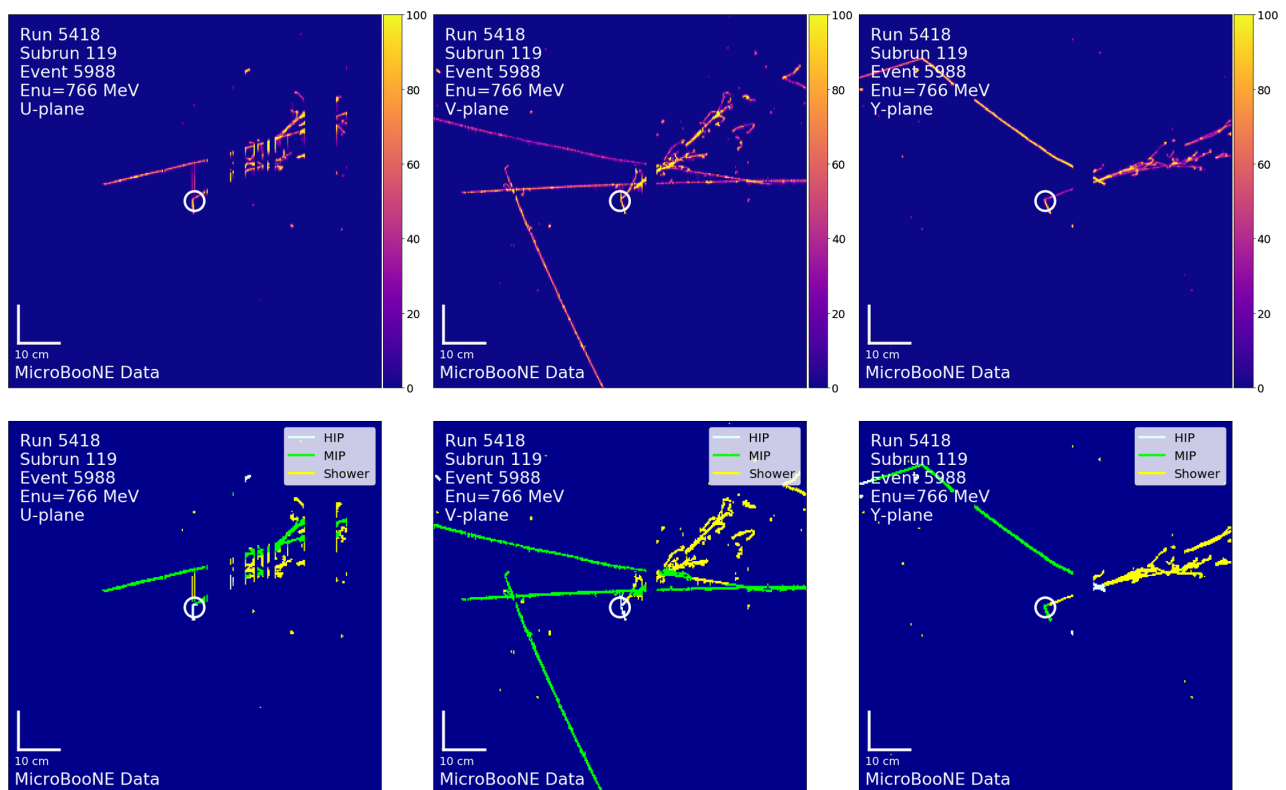 Run 5418
Subrun 119
Event 5988
Enu=766 MeV
U-plane
10 cm
MicroBooNE Data
100
80
60
40
20
0
Run 5418
Subrun 119
Event 5988
Enu=766 MeV
V-plane
10 cm
MicroBooNE Data
100
80
60
40
20
0
Run 5418
Subrun 119
Event 5988
Enu=766 MeV
Y-plane
10 cm
MicroBooNE Data
100
80
60
40
20
0
Run 5418
Subrun 119
Event 5988
Enu=766 MeV
U-plane
HIP
MIP
Shower
10 cm
MicroBooNE Data
Run 5418
Subrun 119
Event 5988
Enu=766 MeV
V-plane
HIP
MIP
Shower
10 cm
MicroBooNE Data
Run 5418
Subrun 119
Event 5988
Enu=766 MeV
Y-plane
HIP
MIP
Shower
10 cm
MicroBooNE Data